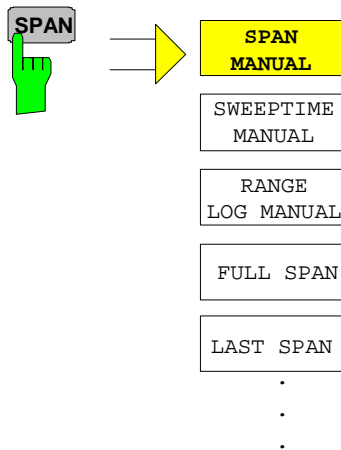 SPAN
SPAN
MANUAL
SWEEPTIME
MANUAL
RANGE
LOG MANUAL
FULL SPAN
LAST SPAN
.
.
.